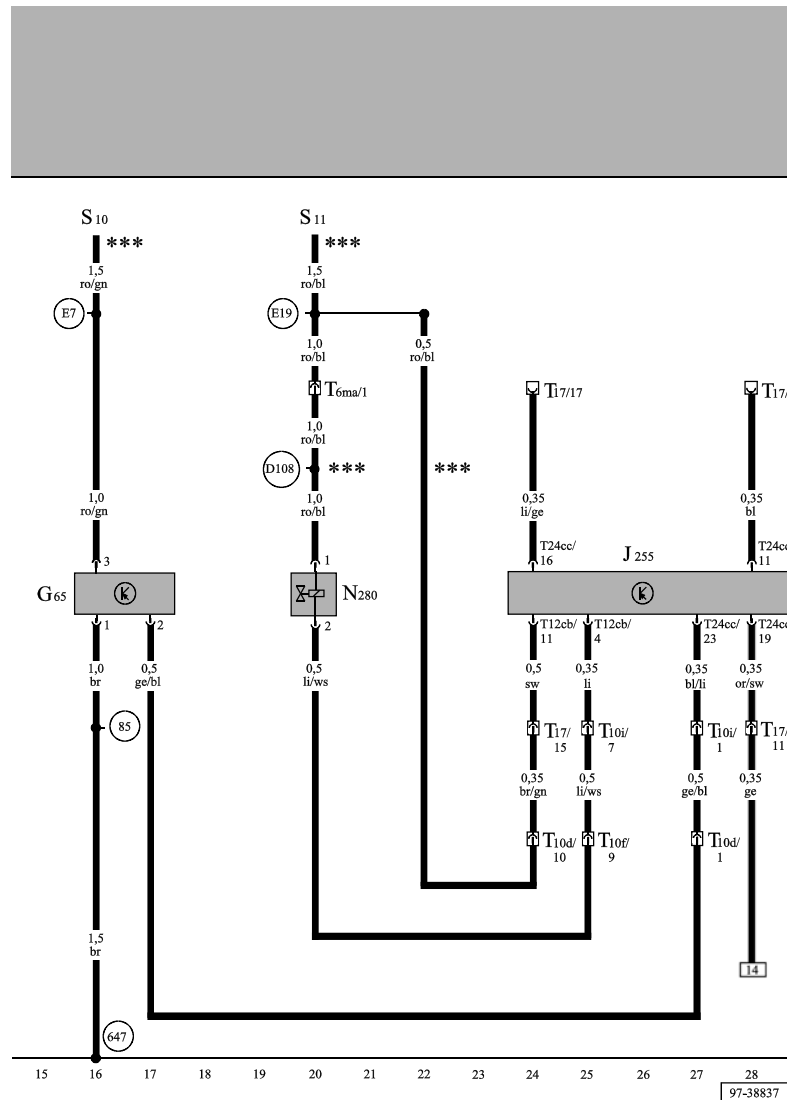 S 10
***
S 11
***
1,5
ro/gn
1,5
ro/bl
E7
E19
1,0
ro/bl
0,5
ro/bl
T6ma/1
T17/17
T17/
1,0
ro/bl
D108
***
***
1,0
ro/gn
1,0
ro/bl
0,35
li/ge
0,35
bl
3
1
T24cc/
16
J 255
T24cc
11
G65
N280
1
2
2
T12cb/
11
T12cb/
4
T24cc/
23
T24cc
19
1,0
br
0,5
ge/bl
0,5
li/ws
0,5
sw
0,35
li
0,35
bl/li
0,35
or/sw
85
T17/
15
T10i/
7
T10i/
1
T17/
11
0,35
br/gn
0,5
li/ws
0,5
ge/bl
0,35
ge
T10d/
10
T10f/
9
T10d/
1
1,5
br
14
647
15 16 17 18 19 20 21 22 23 24 25 26 27 28
97-38837